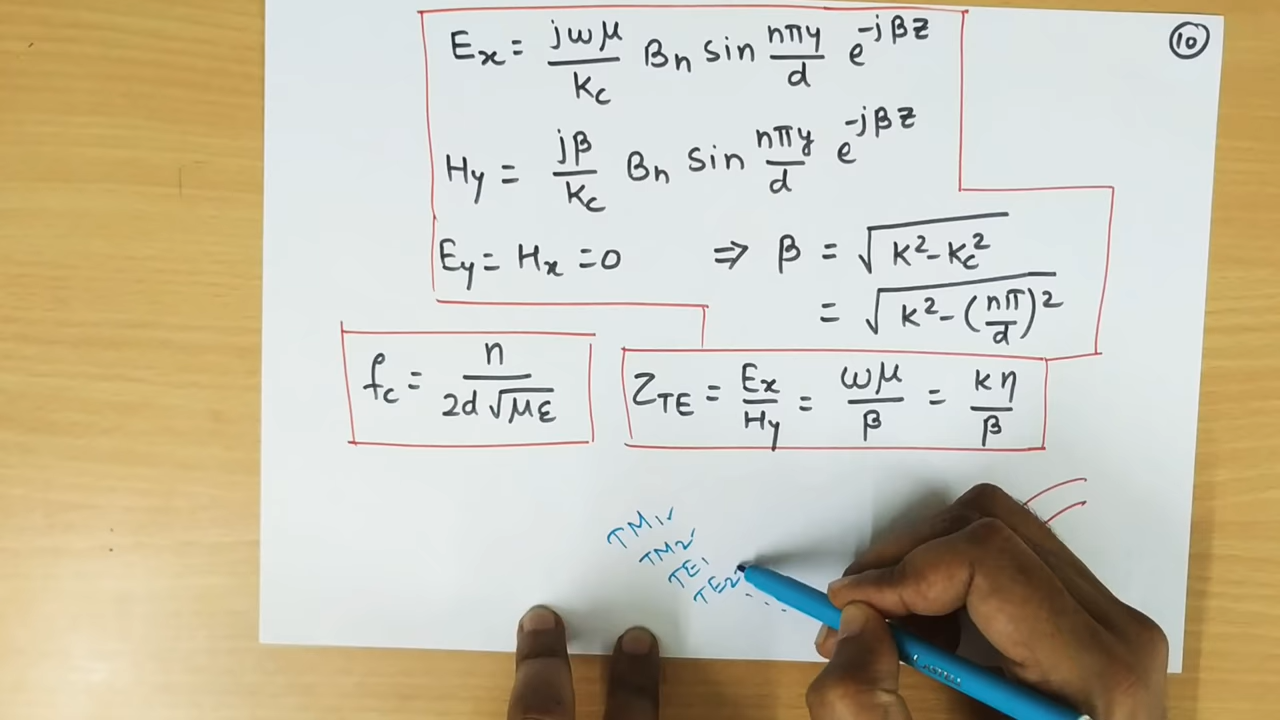 10
Ex = jωμ/Kc Bn Sin nπy/d e^-jβz
Hy = jβ/Kc Bn Sin nπy/d e^-jβz
Ey = Hx = 0 ⇒ β = √(K²-Kc²)
= √(K²-(nπ/d)²)
fc = n/2d√με
ZTE = Ex/Hy = ωμ/β = kη/β
TM1✓
TM2✓
TE1
TE2